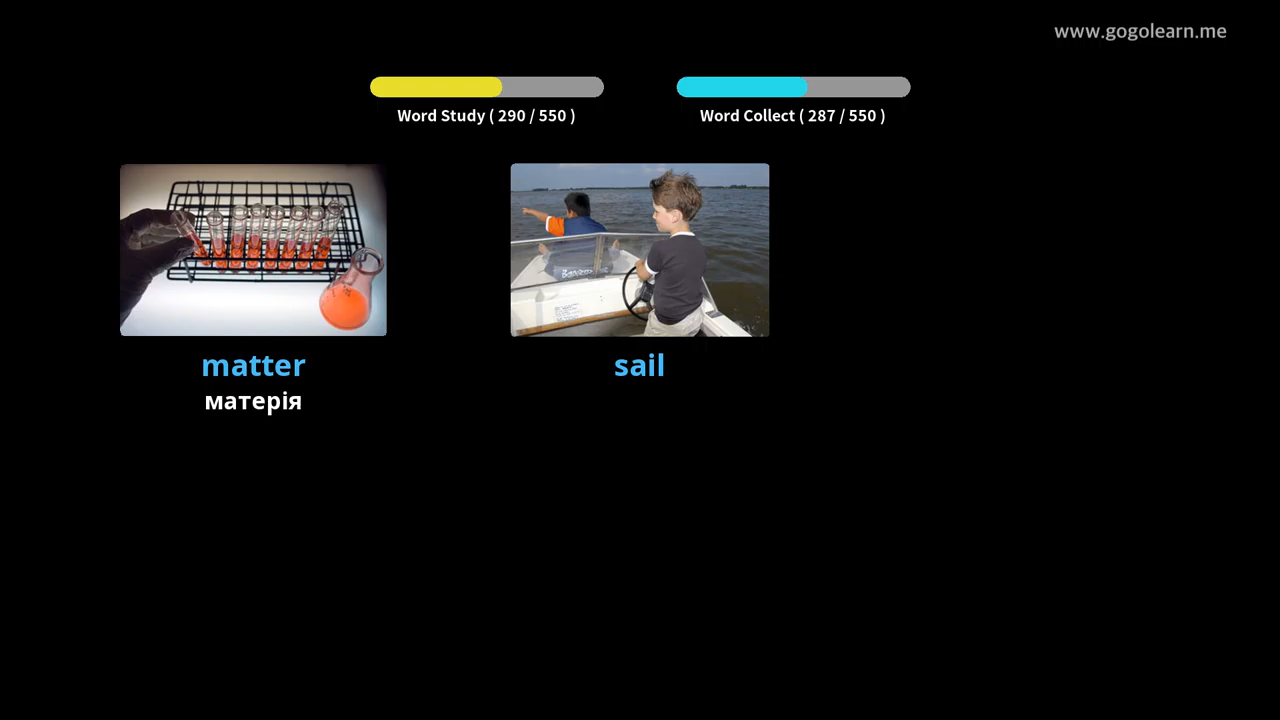 www.gogolearn.me
Word Study ( 290 / 550 )
Word Collect ( 287 / 550 )
matter
sail
матерія